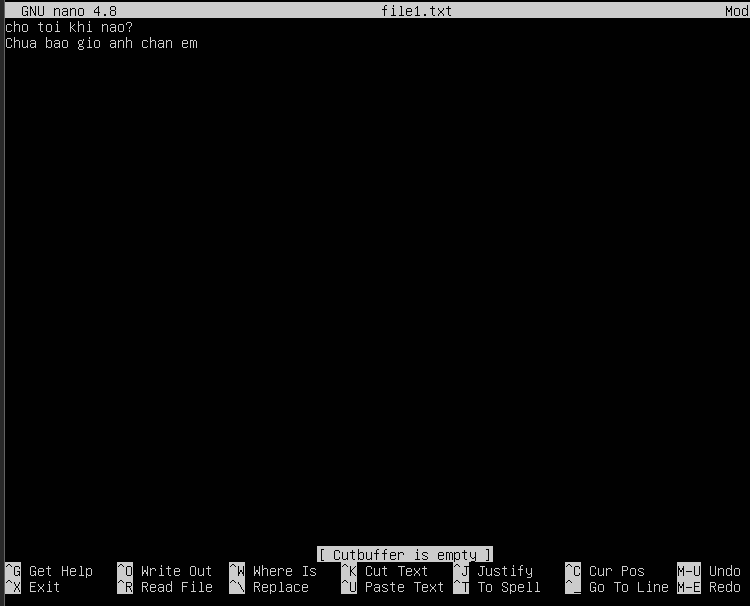 GNU nano 4.8 file1.txt Mod
cho toi khi nao?
Chua bao gio anh chan em
[ Cutbuffer is empty ]
^G Get Help ^O Write Out ^W Where Is ^K Cut Text ^J Justify ^C Cur Pos M-U Undo
^X Exit ^R Read File ^\ Replace ^U Paste Text ^T To Spell ^_ Go To Line M-E Redo